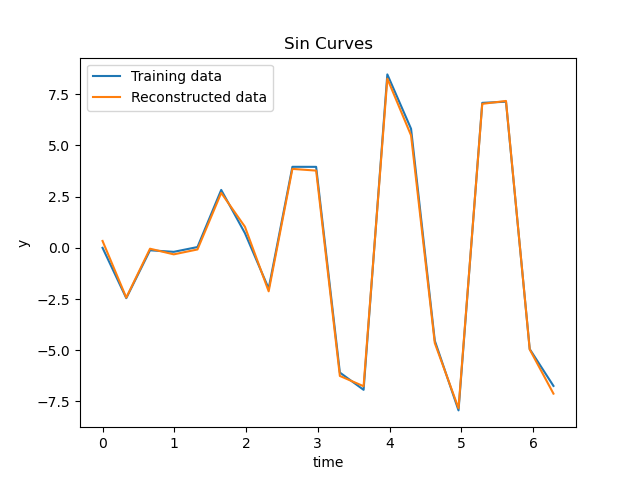 Sin Curves
Training data
Reconstructed data
7.5
5.0
2.5
0.0
−2.5
−5.0
−7.5
y
0 1 2 3 4 5 6
time